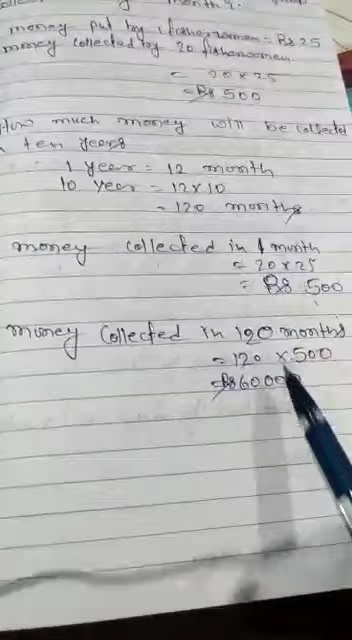 month?
money put by 1 fisherwomen = Rs 25
money collected by 20 fisherwomen
= 20 x 25
= Rs 500
How much money will be collected
n ten years
1 year = 12 month
10 year = 12 x 10
= 120 months
money collected in 1 month
= 20 x 25
= Rs 500
money Collected in 120 months
= 120 x 500
= Rs 6000